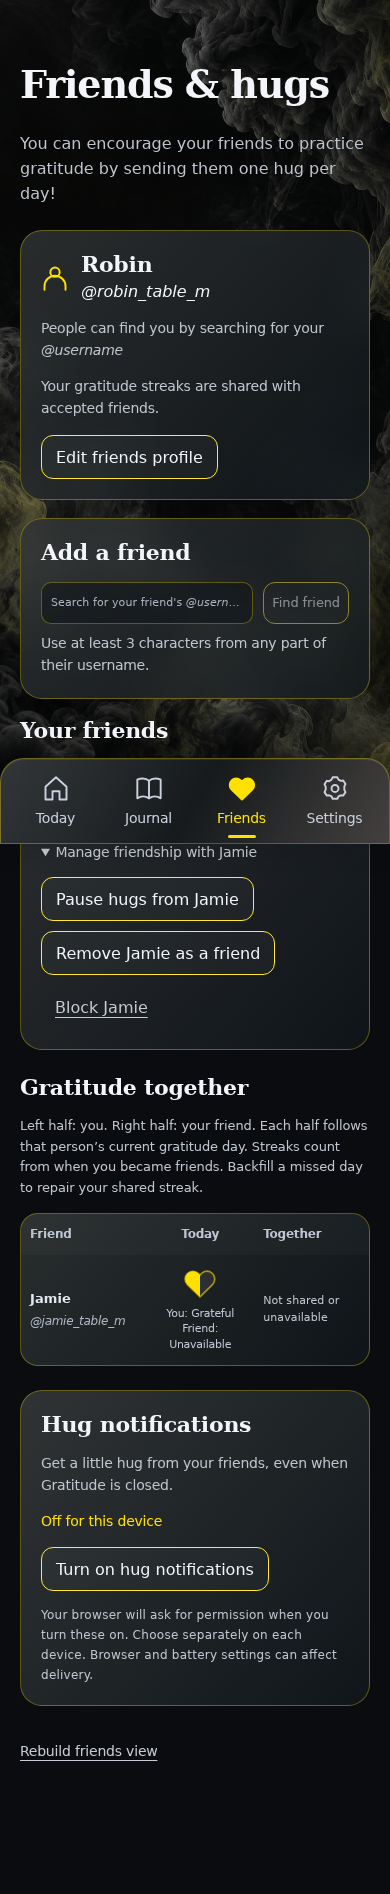 Friends & hugs
You can encourage your friends to practice
gratitude by sending them one hug per
day!
Robin
@robin_table_m
People can find you by searching for your
@username
Your gratitude streaks are shared with
accepted friends.
Edit friends profile
Add a friend
Search for your friend's @usern...
Find friend
Use at least 3 characters from any part of
their username.
Your friends
Today
Journal
Friends
Settings
▼ Manage friendship with Jamie
Pause hugs from Jamie
Remove Jamie as a friend
Block Jamie
Gratitude together
Left half: you. Right half: your friend. Each half follows
that person’s current gratitude day. Streaks count
from when you became friends. Backfill a missed day
to repair your shared streak.
Friend
Today
Together
Jamie
@jamie_table_m
You: Grateful
Friend:
Unavailable
Not shared or
unavailable
Hug notifications
Get a little hug from your friends, even when
Gratitude is closed.
Off for this device
Turn on hug notifications
Your browser will ask for permission when you
turn these on. Choose separately on each
device. Browser and battery settings can affect
delivery.
Rebuild friends view